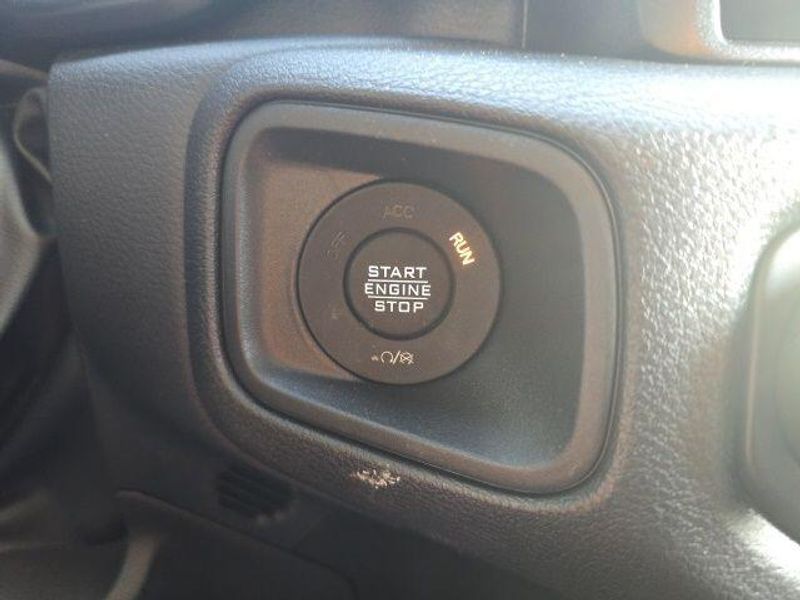 ACC
OFF
RUN
START
ENGINE
STOP